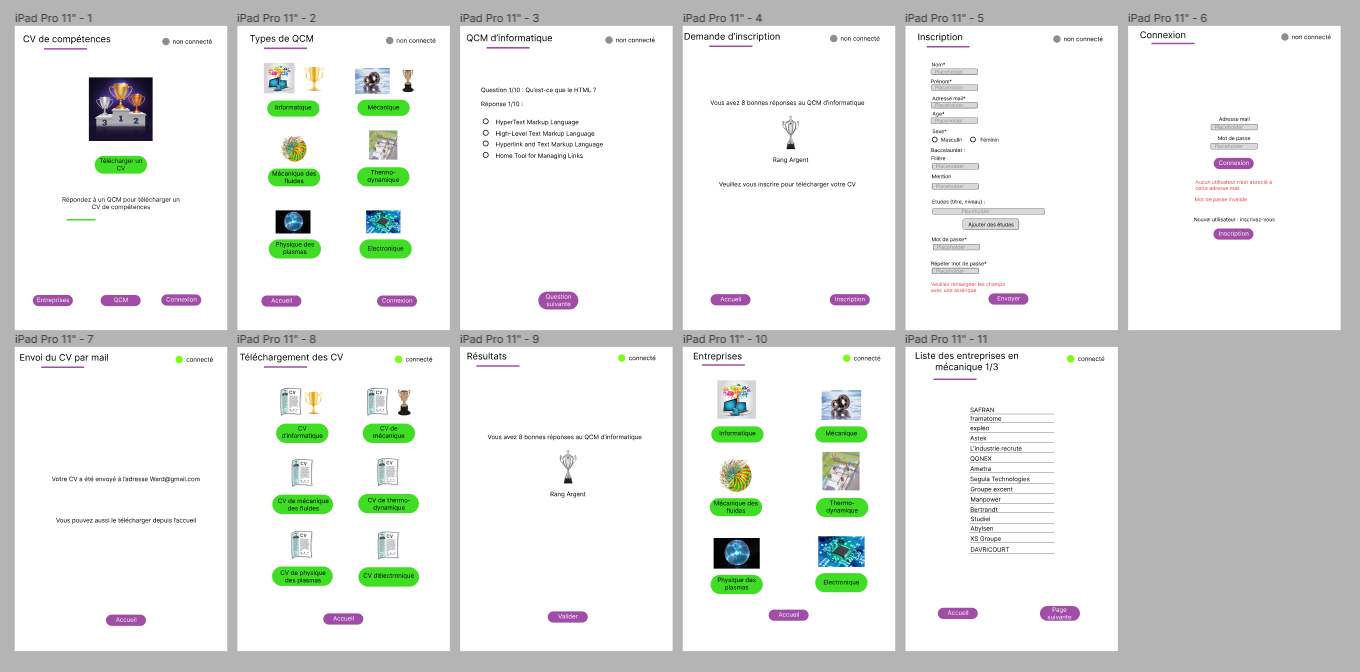 iPad Pro 11" - 1
CV de compétences
non connecté
3
1
2
Télécharger un
CV
Répondez à un QCM pour télécharger un
CV de compétences
Entreprises
QCM
Connexion
iPad Pro 11" - 2
Types de QCM
non connecté
Informatique
Mécanique
Mécanique des
fluides
Thermo-
dynamique
Physique des
plasmas
Electronique
Accueil
Connexion
iPad Pro 11" - 3
QCM d'informatique
non connecté
Question 1/10 : Qu'est-ce que le HTML ?
Réponse 1/10 :
HyperText Markup Language
High-Level Text Markup Language
Hyperlink and Text Markup Language
Home Tool for Managing Links
Question
suivante
iPad Pro 11" - 4
Demande d'inscription
non connecté
Vous avez 8 bonnes réponses au QCM d'informatique
Rang Argent
Veuillez vous inscrire pour télécharger votre CV
Accueil
Inscription
iPad Pro 11" - 5
Inscription
non connecté
Nom*
Placeholder
Prénom*
Placeholder
Adresse mail*
Placeholder
Age*
Placeholder
Sexe*
Masculin
Féminin
Baccalauréat :
Filière
Placeholder
Mention
Placeholder
Etudes (titre, niveau) :
Placeholder
Ajouter des études
Mot de passe*
Placeholder
Répéter mot de passe*
Placeholder
Veuillez renseigner les champs
avec une astérique
Envoyer
iPad Pro 11" - 6
Connexion
non connecté
Adresse mail
Placeholder
Mot de passe
Placeholder
Connexion
Aucun utilisateur n'est associé à
cette adresse mail
Mot de passe invalide
Nouval utilisateur : inscrivez-vous
Inscription
iPad Pro 11" - 7
Envoi du CV par mail
connecté
Votre CV a été envoyé à l'adresse Ward@gmail.com
Vous pouvez aussi le télécharger depuis l'accueil
Accueil
iPad Pro 11" - 8
Téléchargement des CV
connecté
CV
CV
CV
d'informatique
CV de
mécanique
CV
CV
CV de mécanique
des fluides
CV de thermo-
dynamique
CV
CV
CV de physique
des plasmas
CV d'électronique
Accueil
iPad Pro 11" - 9
Résultats
connecté
Vous avez 8 bonnes réponses au QCM d'informatique
Rang Argent
Valider
iPad Pro 11" - 10
Entreprises
connecté
Informatique
Mécanique
Mécanique des
fluides
Thermo-
dynamique
Physique des
plasmas
Electronique
Accueil
iPad Pro 11" - 11
Liste des entreprises en
mécanique 1/3
connecté
SAFRAN
framatome
expleo
Astek
L'industrie recrute
QONEX
Ametra
Segula Technologies
Groupe excent
Manpower
Bertrandt
Studiel
Abylsen
XS Groupe
DAVRICOURT
Accueil
Page
suivante